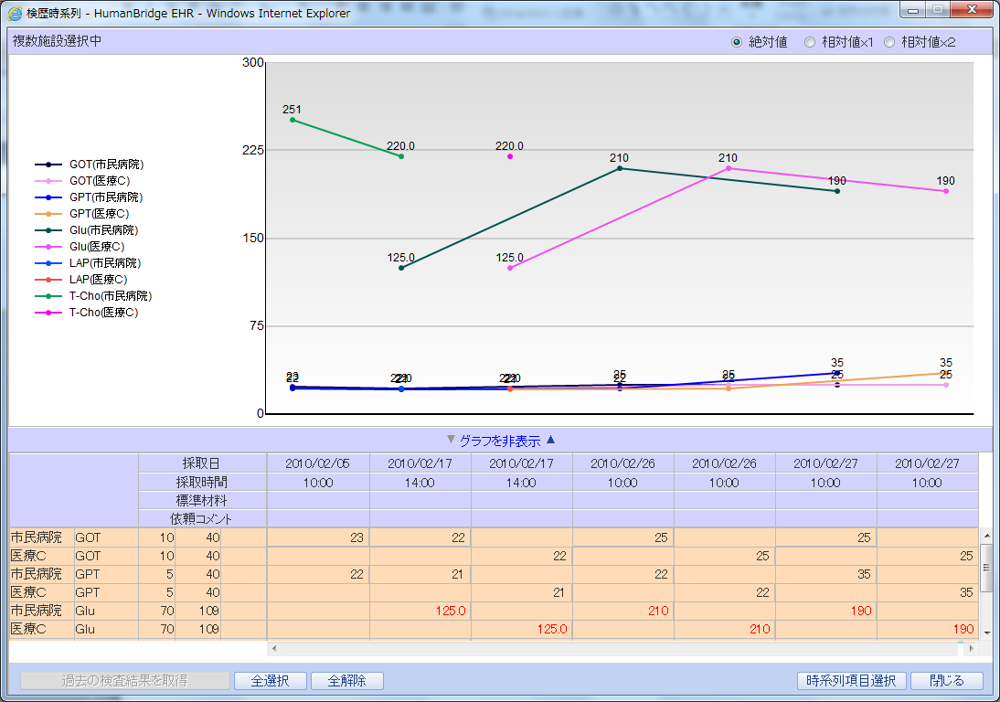 検歴時系列 - HumanBridge EHR - Windows Internet Explorer
複数施設選択中 絶対値 相対値x1 相対値x2
300
225
150
75
0
GOT(市民病院)
GOT(医療C)
GPT(市民病院)
GPT(医療C)
Glu(市民病院)
Glu(医療C)
LAP(市民病院)
LAP(医療C)
T-Cho(市民病院)
T-Cho(医療C)
251
220.0 220.0
210 210
190 190
125.0 125.0
35 35
25 25 25 25
22 22 22
▼ グラフを非表示 ▲
採取日 2010/02/05 2010/02/17 2010/02/17 2010/02/26 2010/02/26 2010/02/27 2010/02/27
採取時間 10:00 14:00 14:00 10:00 10:00 10:00 10:00
標準材料
依頼コメント
市民病院 GOT 10 40 23 22 25 25
医療C GOT 10 40 22 25 25
市民病院 GPT 5 40 22 21 22 35
医療C GPT 5 40 21 22 35
市民病院 Glu 70 109 125.0 210 190
医療C Glu 70 109 125.0 210 190
過去の検査結果を取得 全選択 全解除 時系列項目選択 閉じる